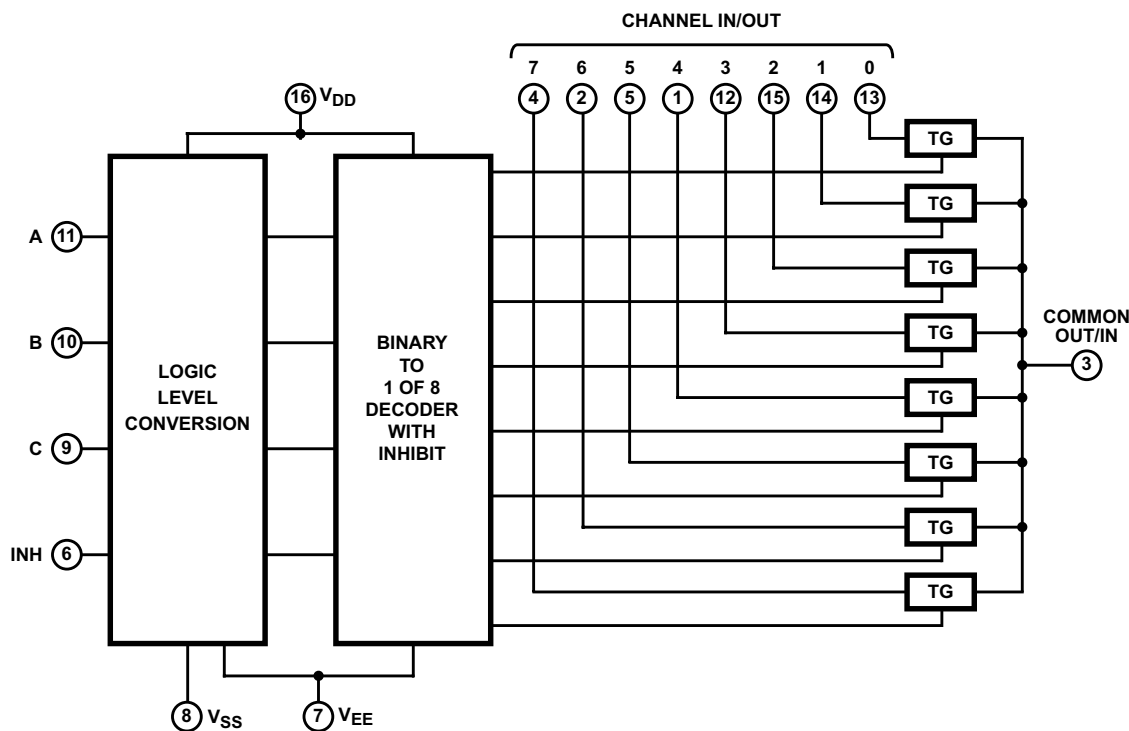 CHANNEL IN/OUT
7 6 5 4 3 2 1 0
4 2 5 1 12 15 14 13
16 VDD
TG
TG
TG
TG
TG
TG
TG
TG
A 11
B 10
C 9
INH 6
LOGIC
LEVEL
CONVERSION
BINARY
TO
1 OF 8
DECODER
WITH
INHIBIT
COMMON
OUT/IN
3
8 VSS
7 VEE